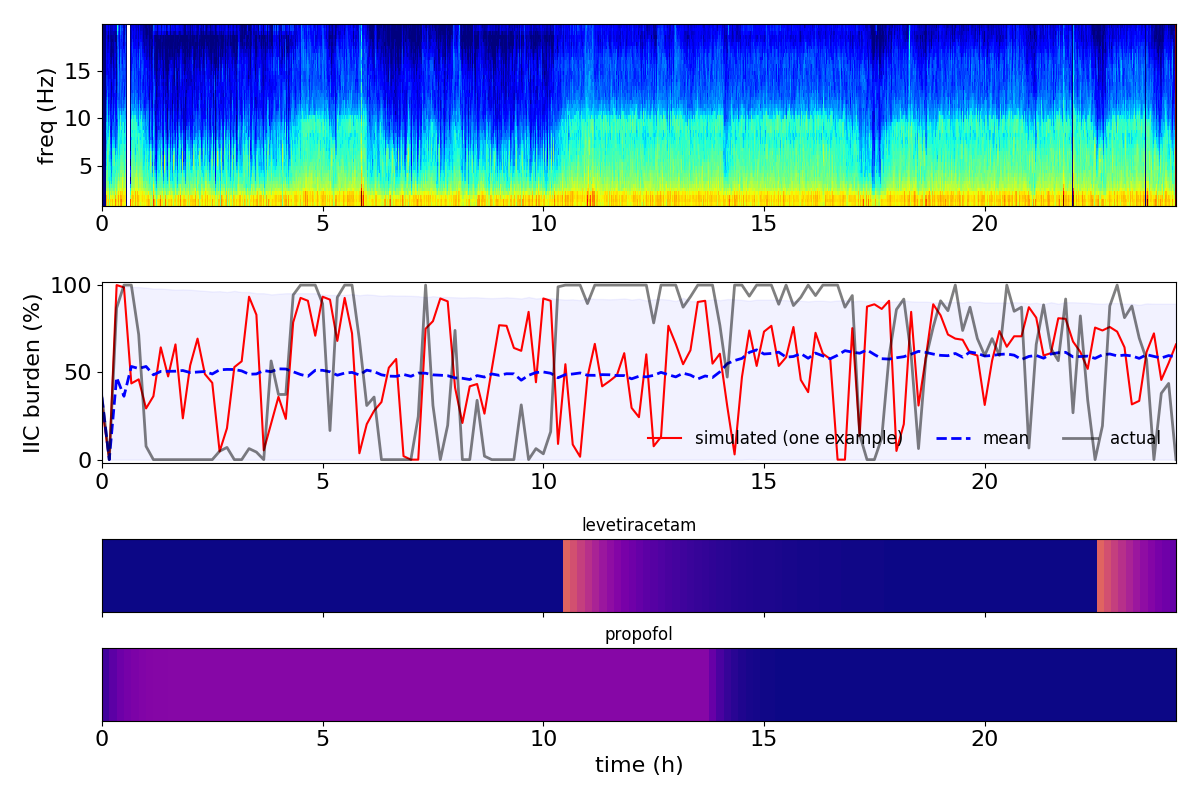 freq (Hz)
15
10
5
0 5 10 15 20
IIC burden (%)
100
50
0
simulated (one example) mean actual
0 5 10 15 20
levetiracetam
propofol
0 5 10 15 20
time (h)